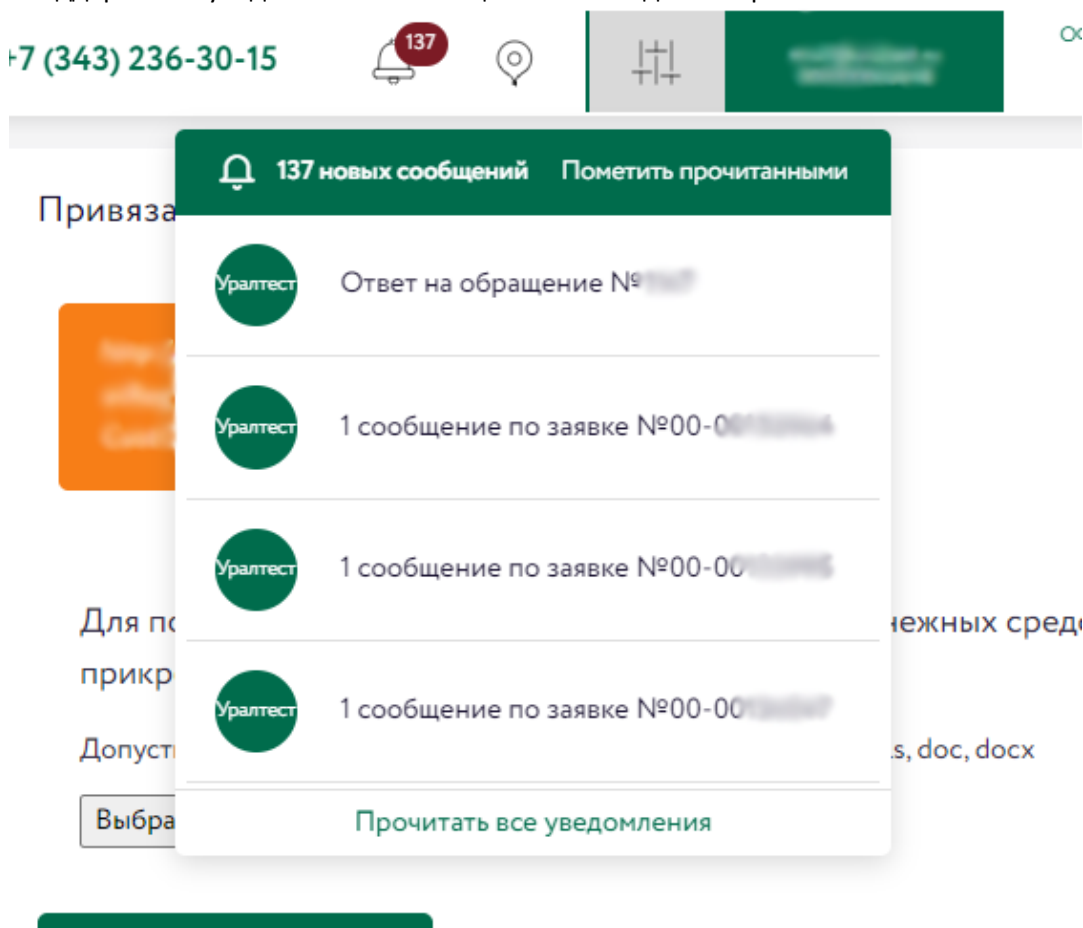 +7 (343) 236-30-15
137
137 новых сообщений Пометить прочитанными
Привяза
Уралтест
Ответ на обращение №
Уралтест
1 сообщение по заявке №00-0
Уралтест
1 сообщение по заявке №00-00
Для по
нежных сред
прикр
Уралтест
1 сообщение по заявке №00-00
Допуст
s, doc, docx
Выбра
Прочитать все уведомления